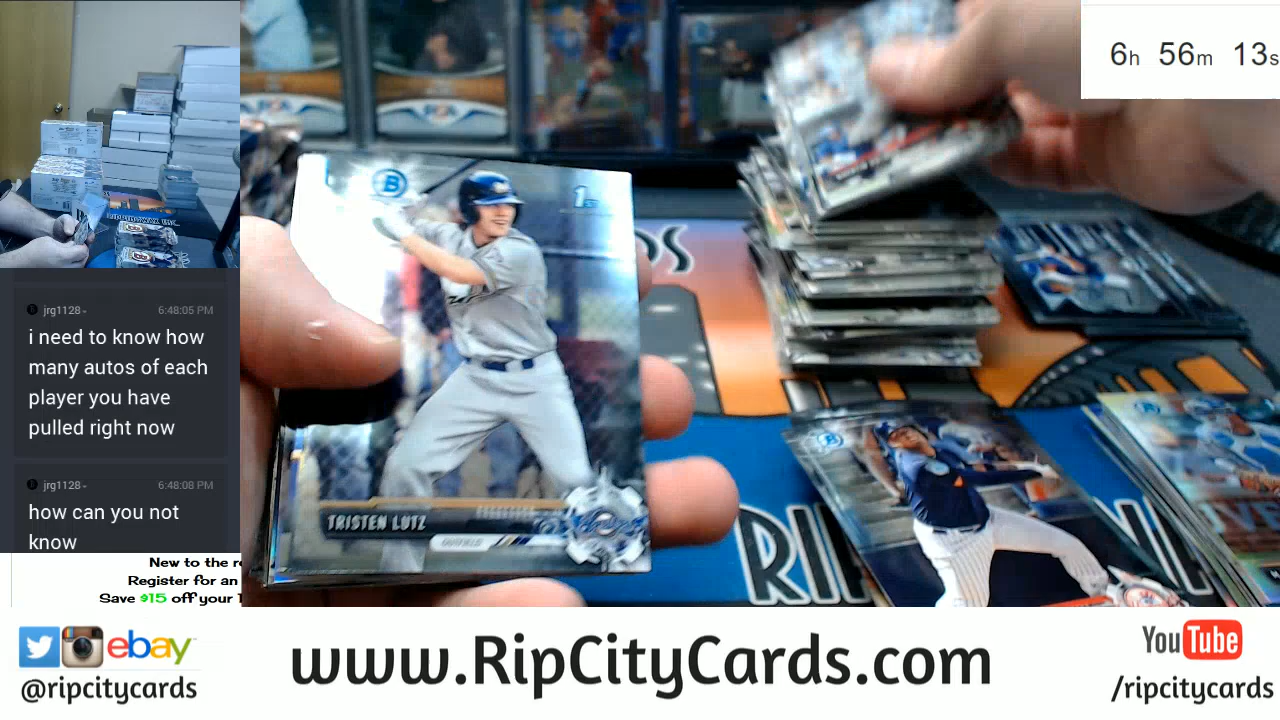 6h 56m 13s
jrg1128
6:48:05 PM
i need to know how
many autos of each
player you have
pulled right now
jrg1128
6:48:08 PM
how can you not
know
New to the r
Register for an
Save $15 off your
B
1st
TRISTEN LUTZ
OUTFIELD
RI
ebay
@ripcitycards
www.RipCityCards.com
YouTube
/ripcitycards